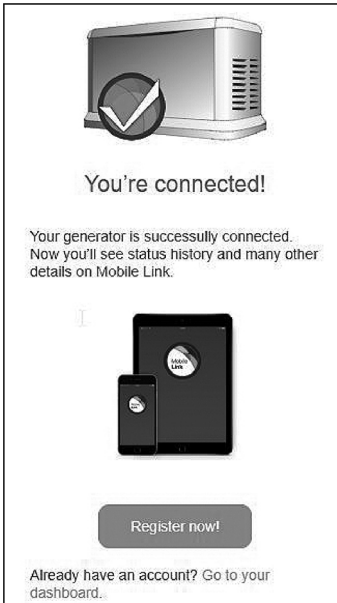 You're connected!
Your generator is successully connected.
Now you'll see status history and many other
details on Mobile Link.
Mobile
Link
Register now!
Already have an account? Go to your
dashboard.